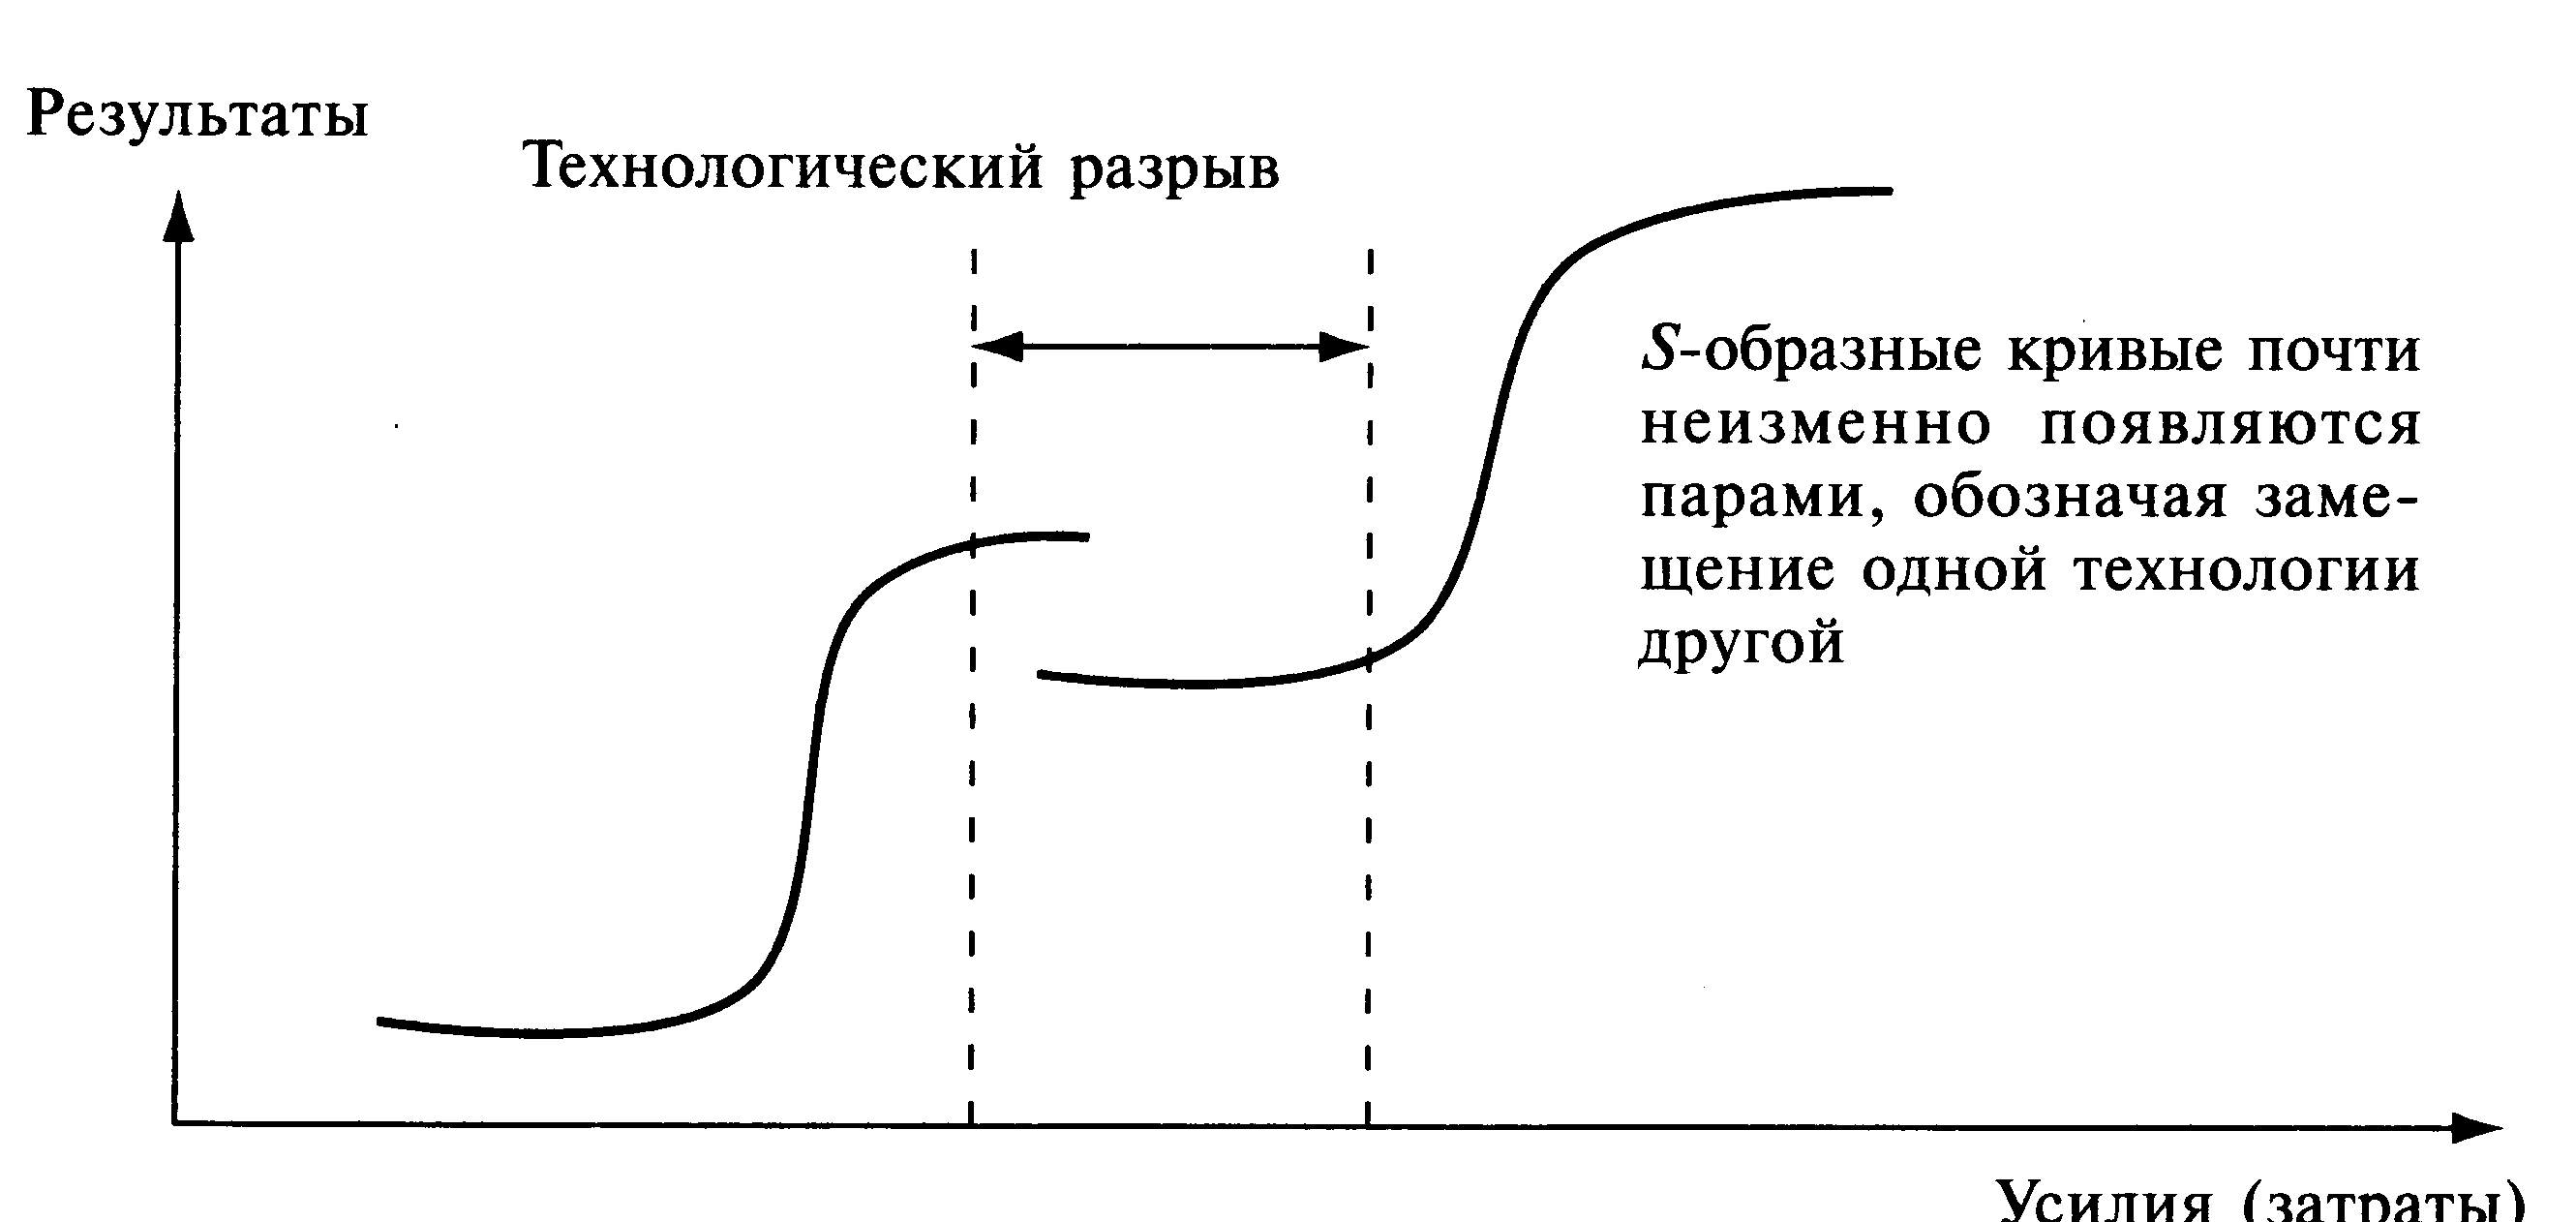 Результаты
Технологический разрыв
S-образные кривые почти
неизменно появляются
парами, обозначая заме-
щение одной технологии
другой
Усилия (затраты)